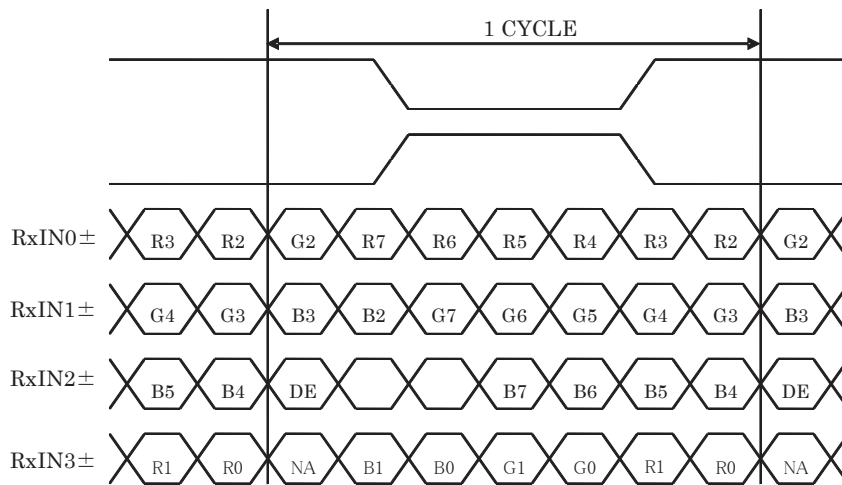 1 CYCLE
RxIN0± R3 R2 G2 R7 R6 R5 R4 R3 R2 G2
RxIN1± G4 G3 B3 B2 G7 G6 G5 G4 G3 B3
RxIN2± B5 B4 DE B7 B6 B5 B4 DE
RxIN3± R1 R0 NA B1 B0 G1 G0 R1 R0 NA